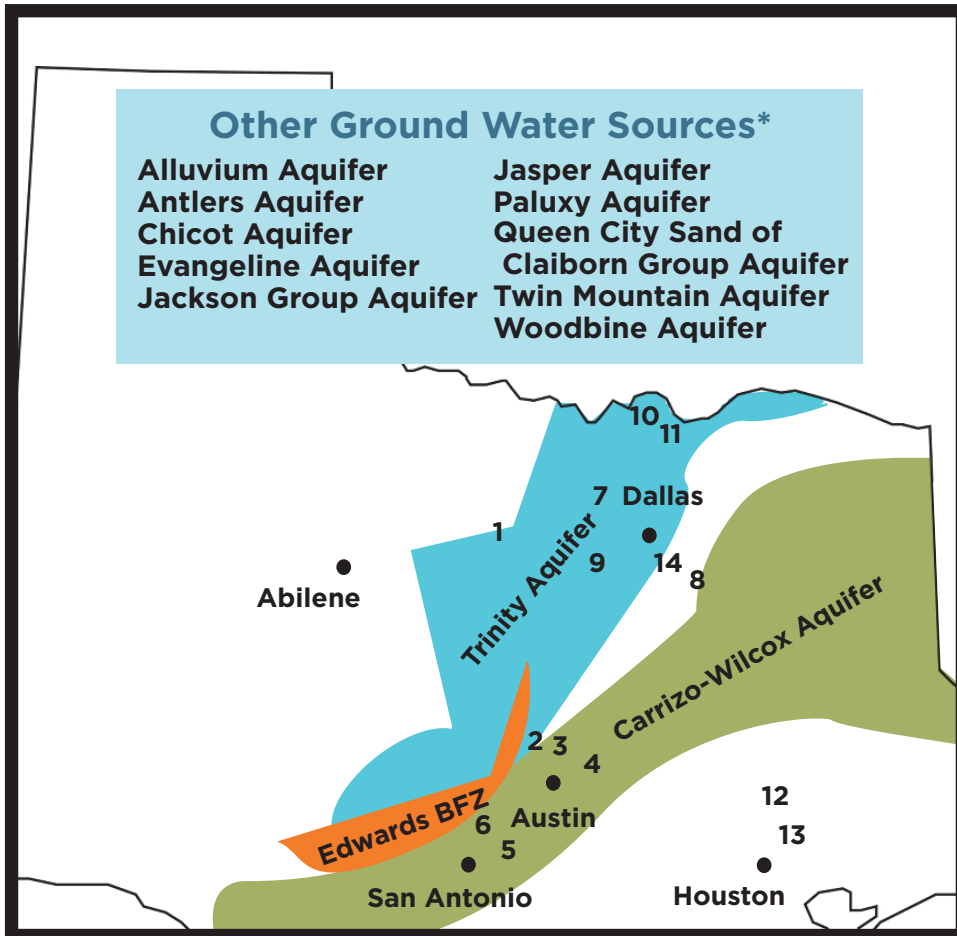 Other Ground Water Sources*
Alluvium Aquifer
Antlers Aquifer
Chicot Aquifer
Evangeline Aquifer
Jackson Group Aquifer
Jasper Aquifer
Paluxy Aquifer
Queen City Sand of
Claiborn Group Aquifer
Twin Mountain Aquifer
Woodbine Aquifer
10
11
7 Dallas
1
Trinity Aquifer
9
14
8
Abilene
Carrizo-Wilcox Aquifer
2
3
4
12
Edwards BFZ
Austin
6
13
5
San Antonio
Houston